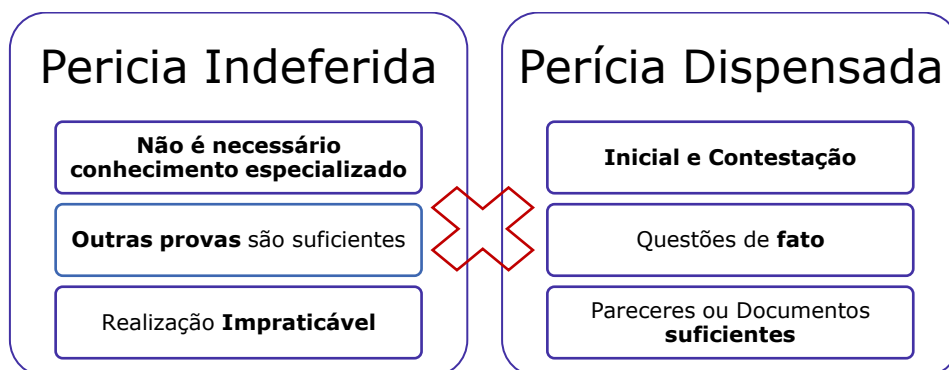 Pericia Indeferida
Não é necessário
conhecimento especializado
Outras provas são suficientes
Realização Impraticável
Perícia Dispensada
Inicial e Contestação
Questões de fato
Pareceres ou Documentos
suficientes